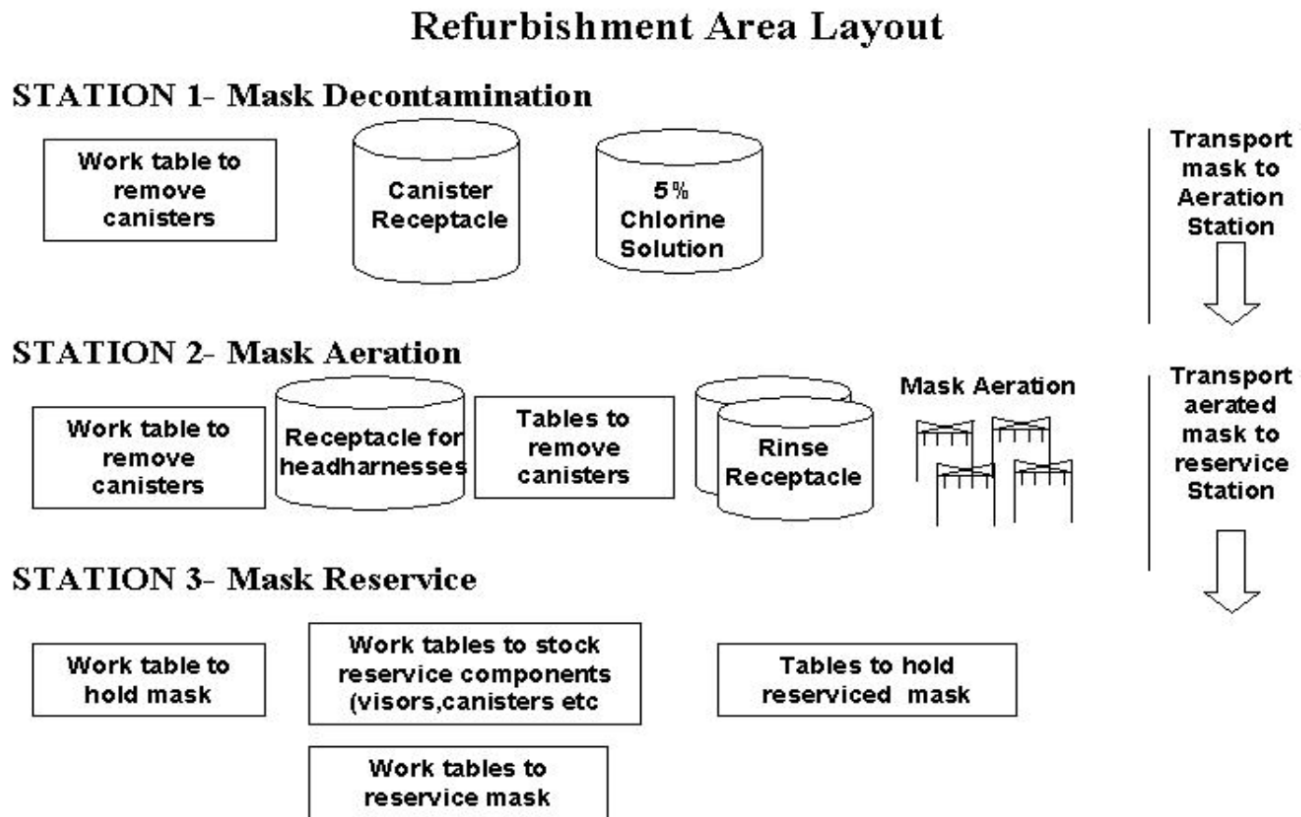 Refurbishment Area Layout
STATION 1- Mask Decontamination
Work table to
remove
canisters
Canister
Receptacle
5%
Chlorine
Solution
Transport
mask to
Aeration
Station
STATION 2- Mask Aeration
Work table to
remove
canisters
Receptacle for
headharnesses
Tables to
remove
canisters
Rinse
Receptacle
Mask Aeration
Transport
aerated
mask to
reservice
Station
STATION 3- Mask Reservice
Work table to
hold mask
Work tables to stock
reservice components
(visors,canisters etc
Tables to hold
reserviced mask
Work tables to
reservice mask